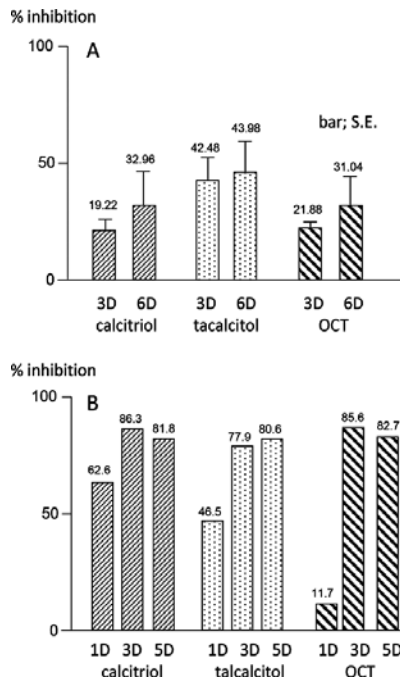 % inhibition
100
A
43.98
42.48
bar; S.E.
50
32.96
31.04
19.22
21.88
0
3D 6D 3D 6D 3D 6D
calcitriol tacalcitol OCT
% inhibition
100
B
86.3 81.8 77.9 80.6 85.6 82.7
62.6
50
46.5
11.7
0
1D 3D 5D 1D 3D 5D 1D 3D 5D
calcitriol talcalcitol OCT